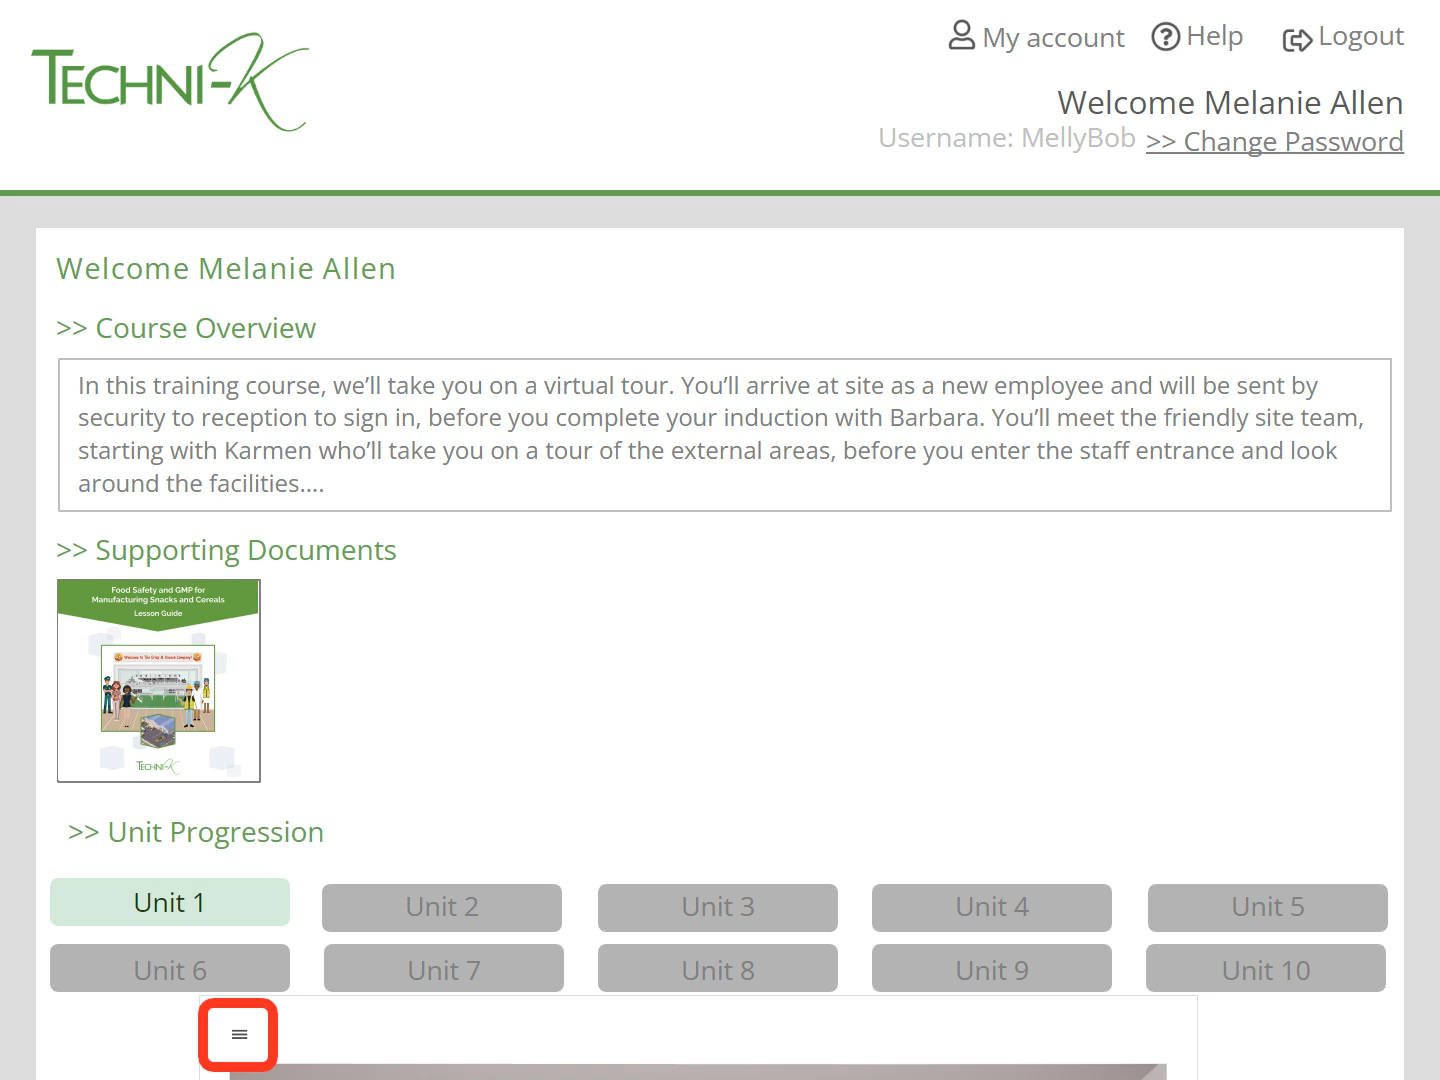 TECHNI-K
My account
Help
Logout
Welcome Melanie Allen
Username: MellyBob
>> Change Password
Welcome Melanie Allen
>> Course Overview
In this training course, we’ll take you on a virtual tour. You’ll arrive at site as a new employee and will be sent by
security to reception to sign in, before you complete your induction with Barbara. You’ll meet the friendly site team,
starting with Karmen who’ll take you on a tour of the external areas, before you enter the staff entrance and look
around the facilities....
>> Supporting Documents
Food Safety and GMP for
Manufacturing Snacks and Cereals
Lesson Guide
Welcome to The Crisp & Snack Company!
TECHNI-K
>> Unit Progression
Unit 1
Unit 2
Unit 3
Unit 4
Unit 5
Unit 6
Unit 7
Unit 8
Unit 9
Unit 10